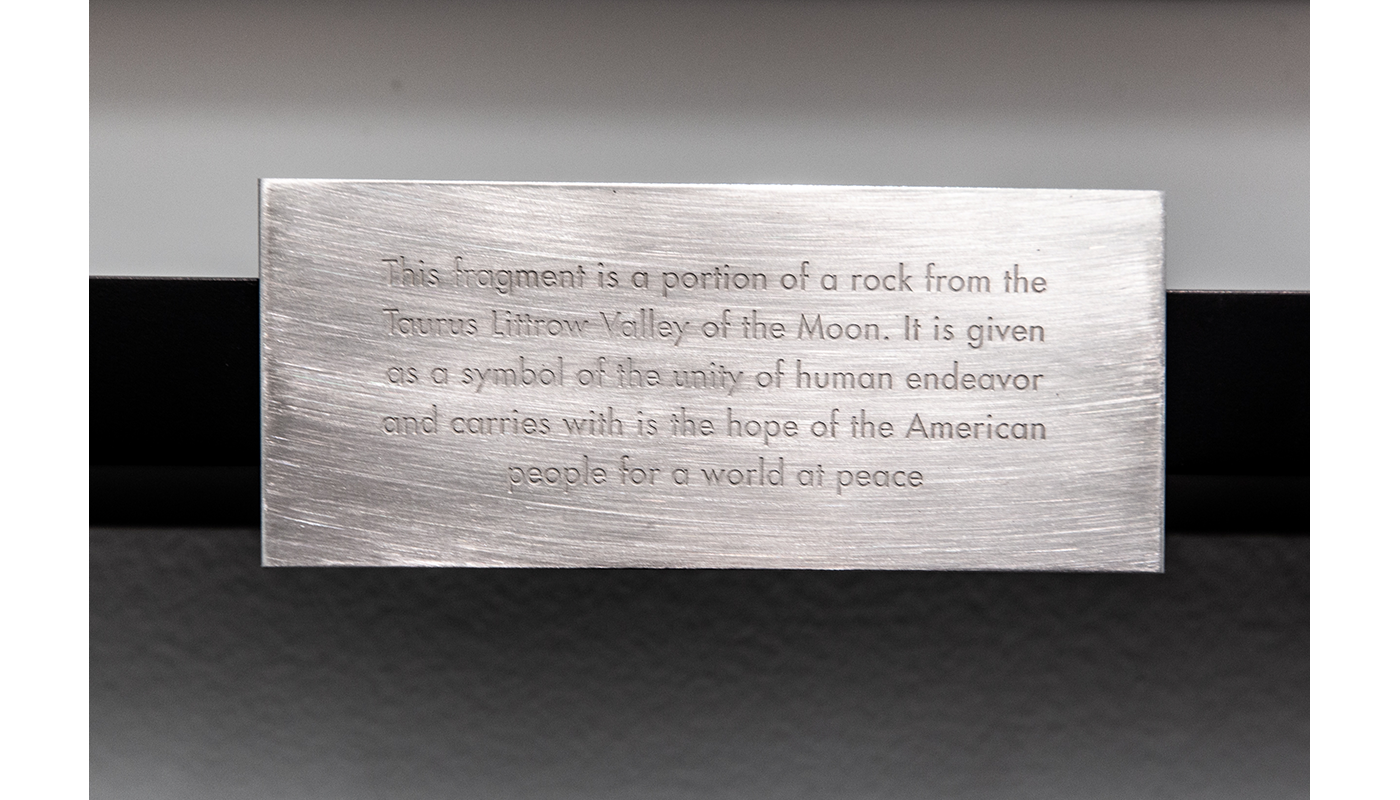 This fragment is a portion of a rock from the
Taurus Littrow Valley of the Moon. It is given
as a symbol of the unity of human endeavor
and carries with is the hope of the American
people for a world at peace